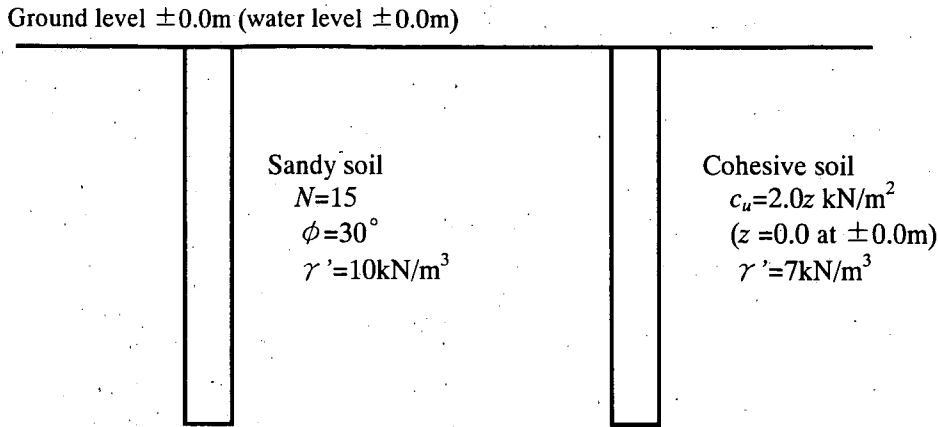 Ground level ±0.0m (water level ±0.0m)
Sandy soil
N=15
ϕ=30°
γ'=10kN/m³
Cohesive soil
cᵤ=2.0z kN/m²
(z =0.0 at ±0.0m)
γ'=7kN/m³